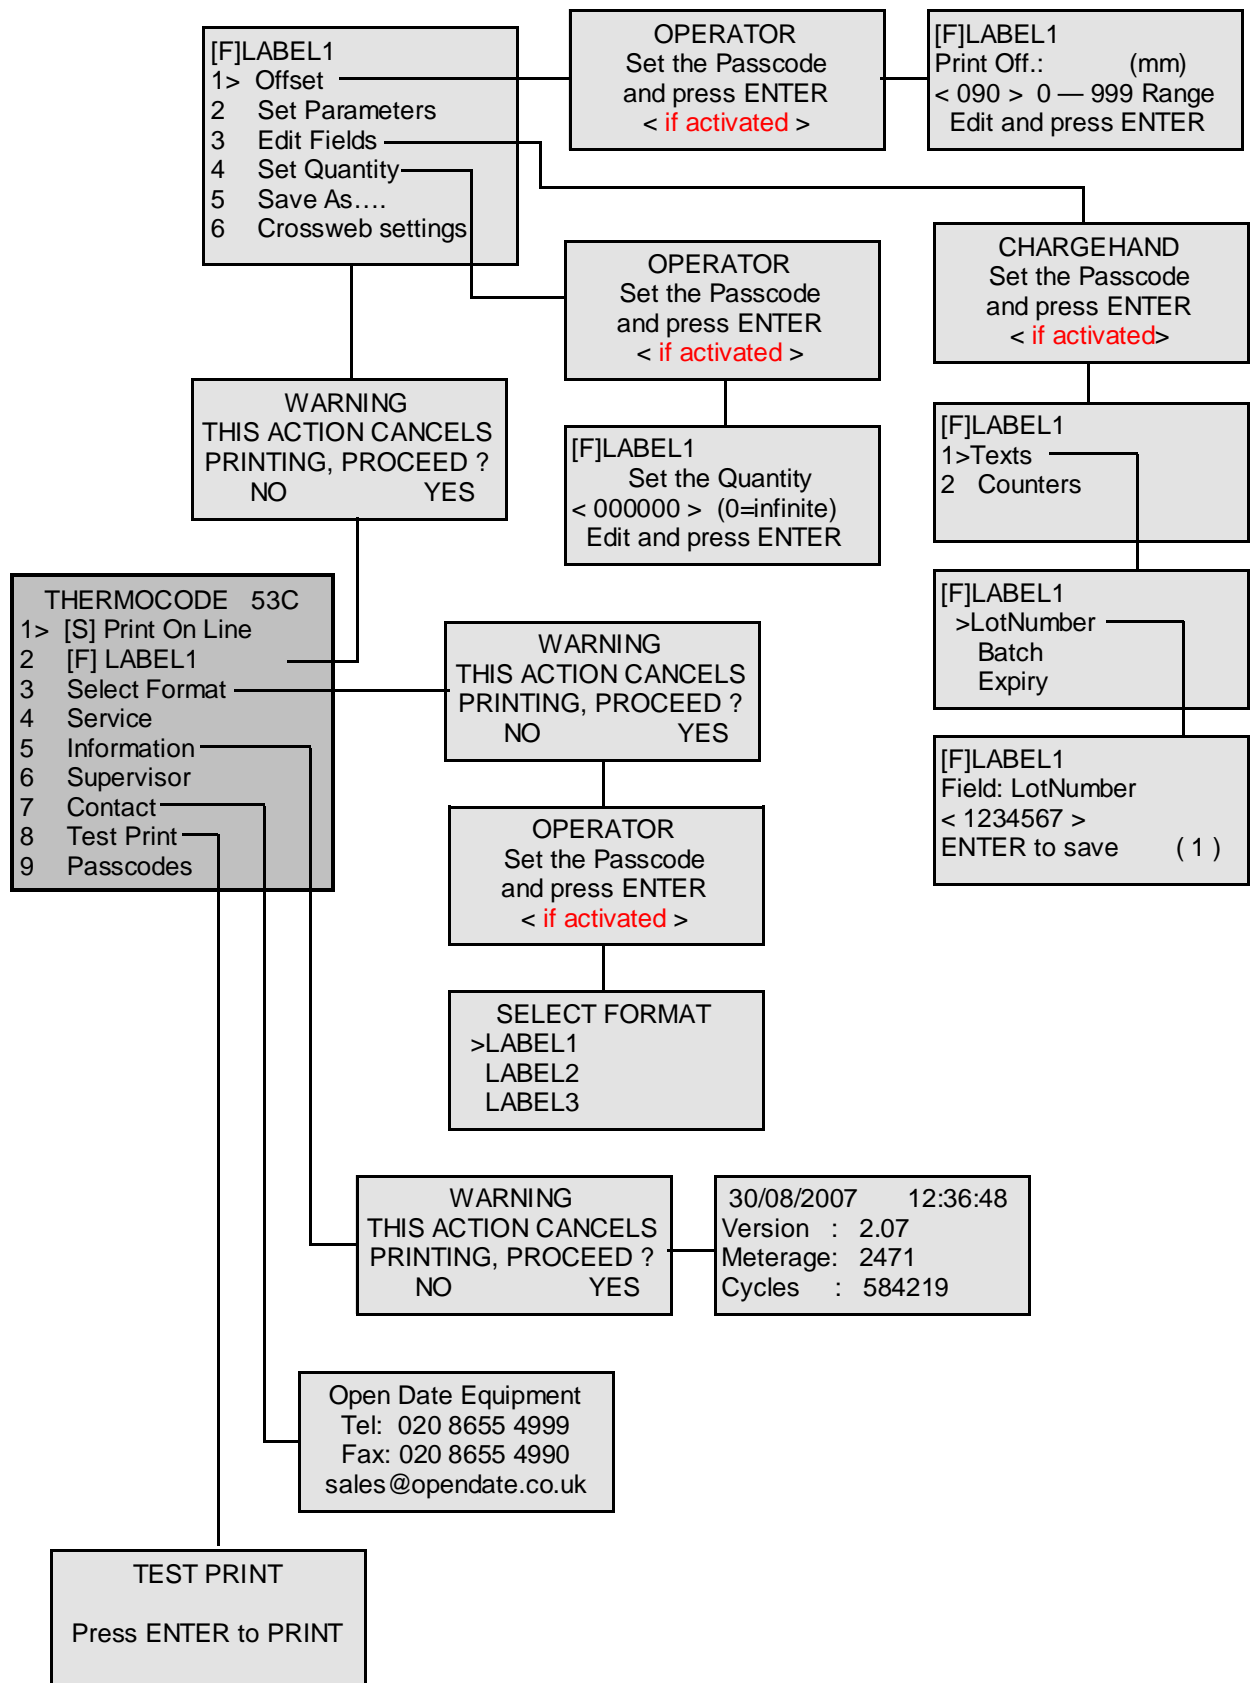 [F]LABEL1
1> Offset
2 Set Parameters
3 Edit Fields
4 Set Quantity
5 Save As....
6 Crossweb settings
OPERATOR
Set the Passcode
and press ENTER
< if activated >
[F]LABEL1
Print Off.: (mm)
< 090 > 0 — 999 Range
Edit and press ENTER
OPERATOR
Set the Passcode
and press ENTER
< if activated >
CHARGEHAND
Set the Passcode
and press ENTER
< if activated>
WARNING
THIS ACTION CANCELS
PRINTING, PROCEED ?
NO YES
[F]LABEL1
Set the Quantity
< 000000 > (0=infinite)
Edit and press ENTER
[F]LABEL1
1>Texts
2 Counters
[F]LABEL1
>LotNumber
Batch
Expiry
[F]LABEL1
Field: LotNumber
< 1234567 >
ENTER to save ( 1 )
THERMOCODE 53C
1> [S] Print On Line
2 [F] LABEL1
3 Select Format
4 Service
5 Information
6 Supervisor
7 Contact
8 Test Print
9 Passcodes
WARNING
THIS ACTION CANCELS
PRINTING, PROCEED ?
NO YES
OPERATOR
Set the Passcode
and press ENTER
< if activated >
SELECT FORMAT
>LABEL1
LABEL2
LABEL3
WARNING
THIS ACTION CANCELS
PRINTING, PROCEED ?
NO YES
30/08/2007 12:36:48
Version : 2.07
Meterage: 2471
Cycles : 584219
Open Date Equipment
Tel: 020 8655 4999
Fax: 020 8655 4990
sales@opendate.co.uk
TEST PRINT
Press ENTER to PRINT